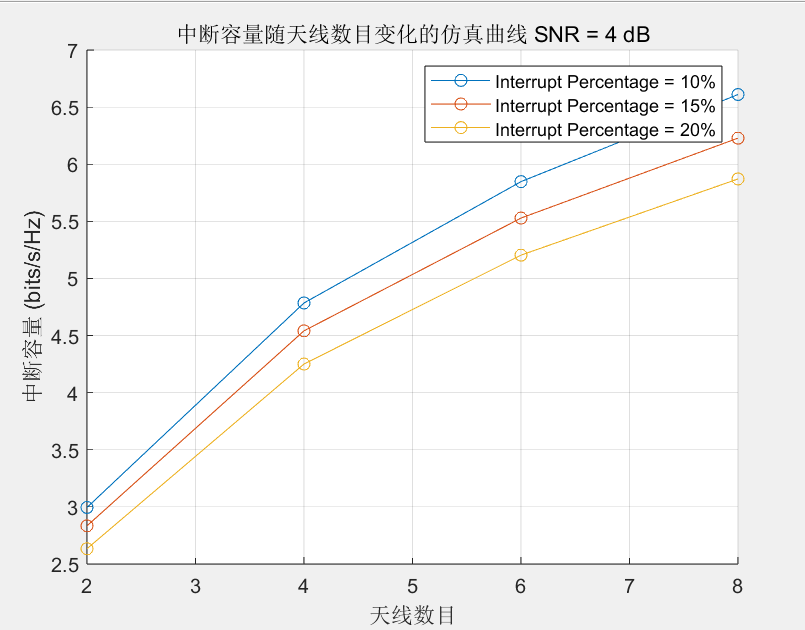 中断容量随天线数目变化的仿真曲线 SNR = 4 dB
Interrupt Percentage = 10%
Interrupt Percentage = 15%
Interrupt Percentage = 20%
中断容量 (bits/s/Hz)
7
6.5
6
5.5
5
4.5
4
3.5
3
2.5
2 3 4 5 6 7 8
天线数目